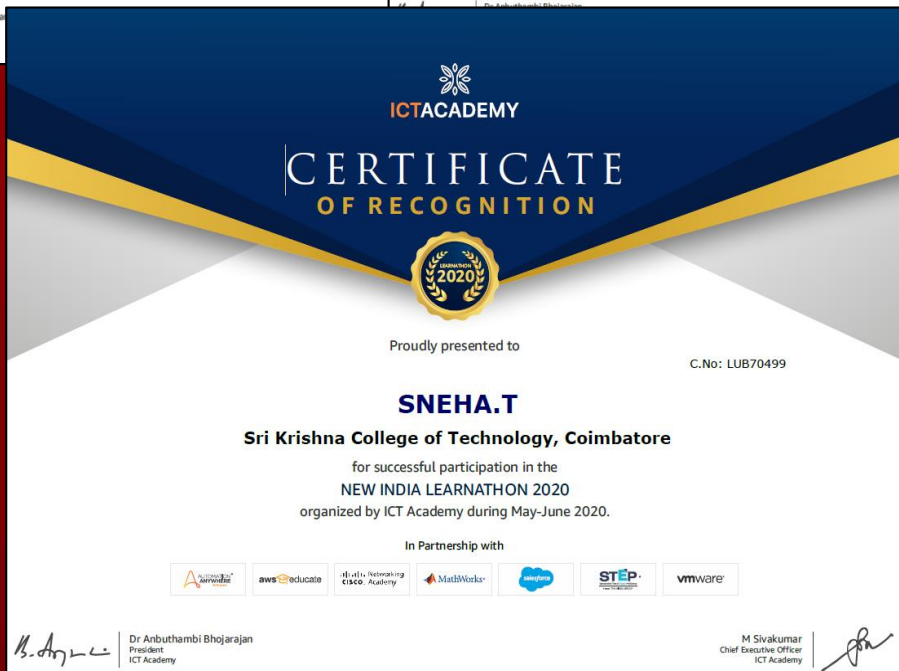 Dr Anbuthambi Bhojarajan
ICTACADEMY
CERTIFICATE
OF RECOGNITION
LEARNATHON
2020
Proudly presented to
C.No: LUB70499
SNEHA.T
Sri Krishna College of Technology, Coimbatore
for successful participation in the
NEW INDIA LEARNATHON 2020
organized by ICT Academy during May-June 2020.
In Partnership with
AUTOMATION ANYWHERE
aws educate
cisco Networking Academy
MathWorks
salesforce
STEP
vmware
Dr Anbuthambi Bhojarajan
President
ICT Academy
M Sivakumar
Chief Executive Officer
ICT Academy